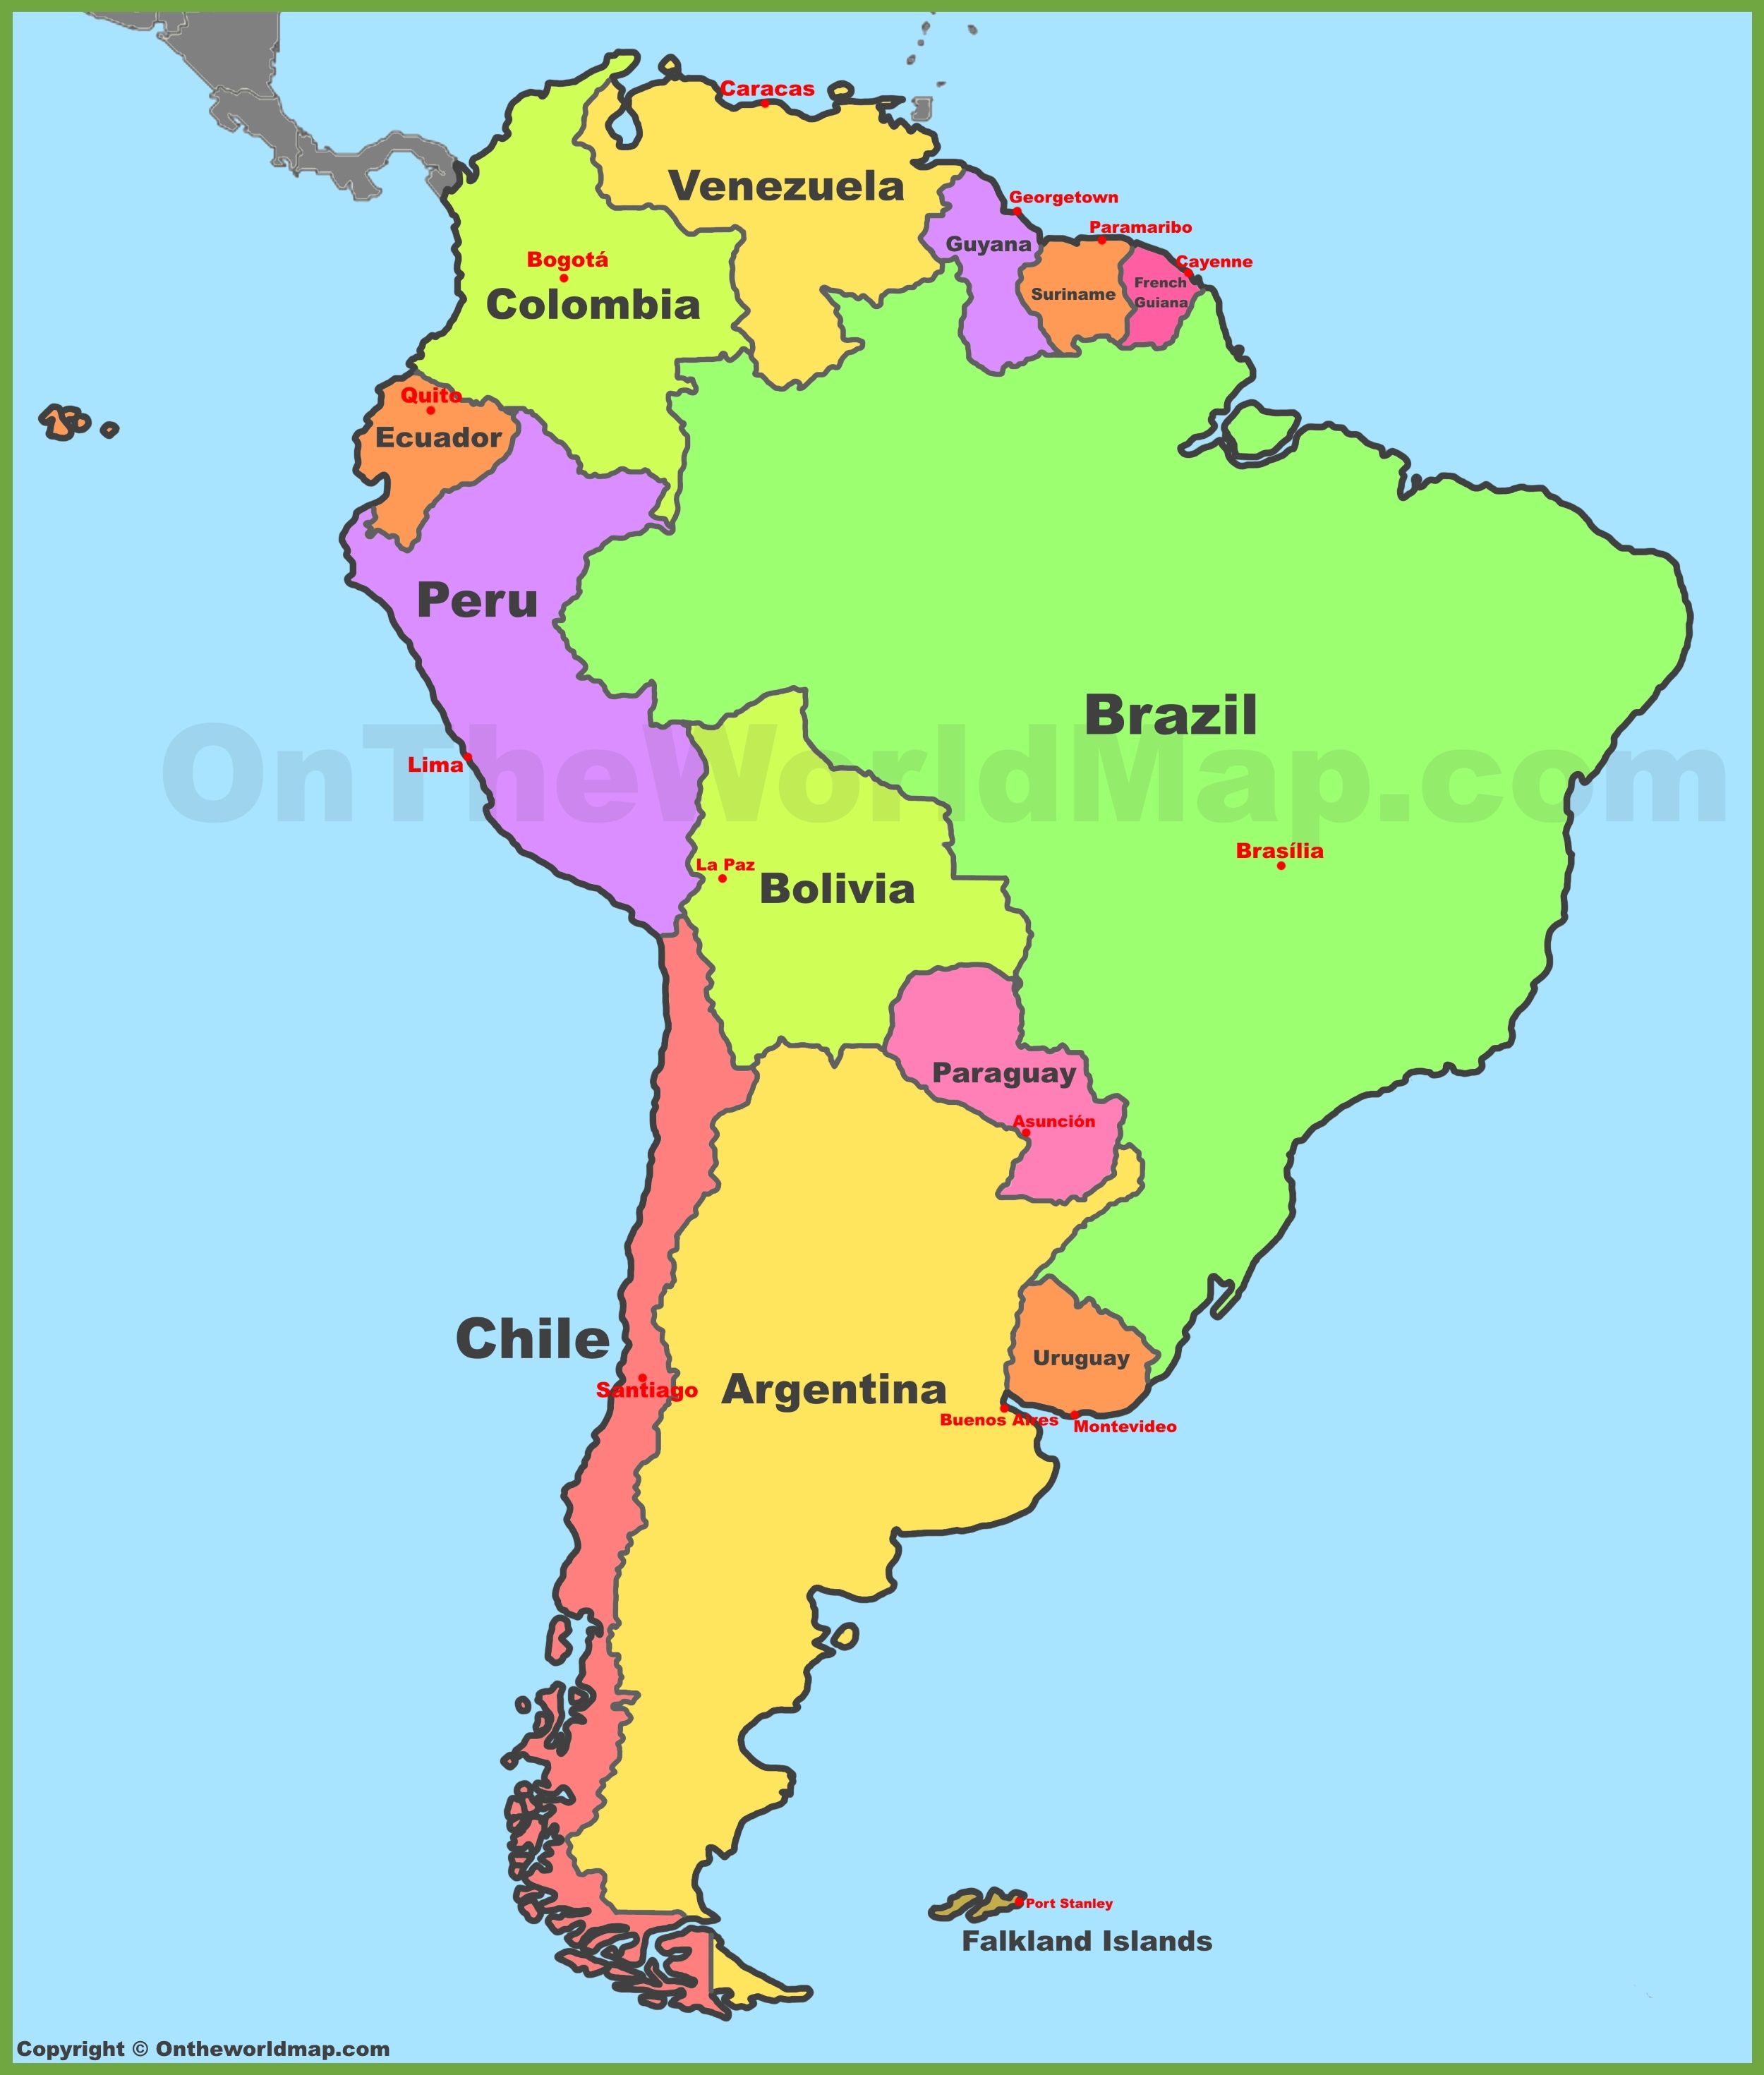 Caracas
Venezuela
Georgetown
Paramaribo
Guyana
Cayenne
Bogotá
French
Guiana
Suriname
Colombia
Quito
Ecuador
Peru
Brazil
OnTheWorldMap.com
Lima
Brasília
La Paz
Bolivia
Paraguay
Asunción
Chile
Uruguay
Santiago
Argentina
Buenos Aires
Montevideo
Port Stanley
Falkland Islands
Copyright © Ontheworldmap.com